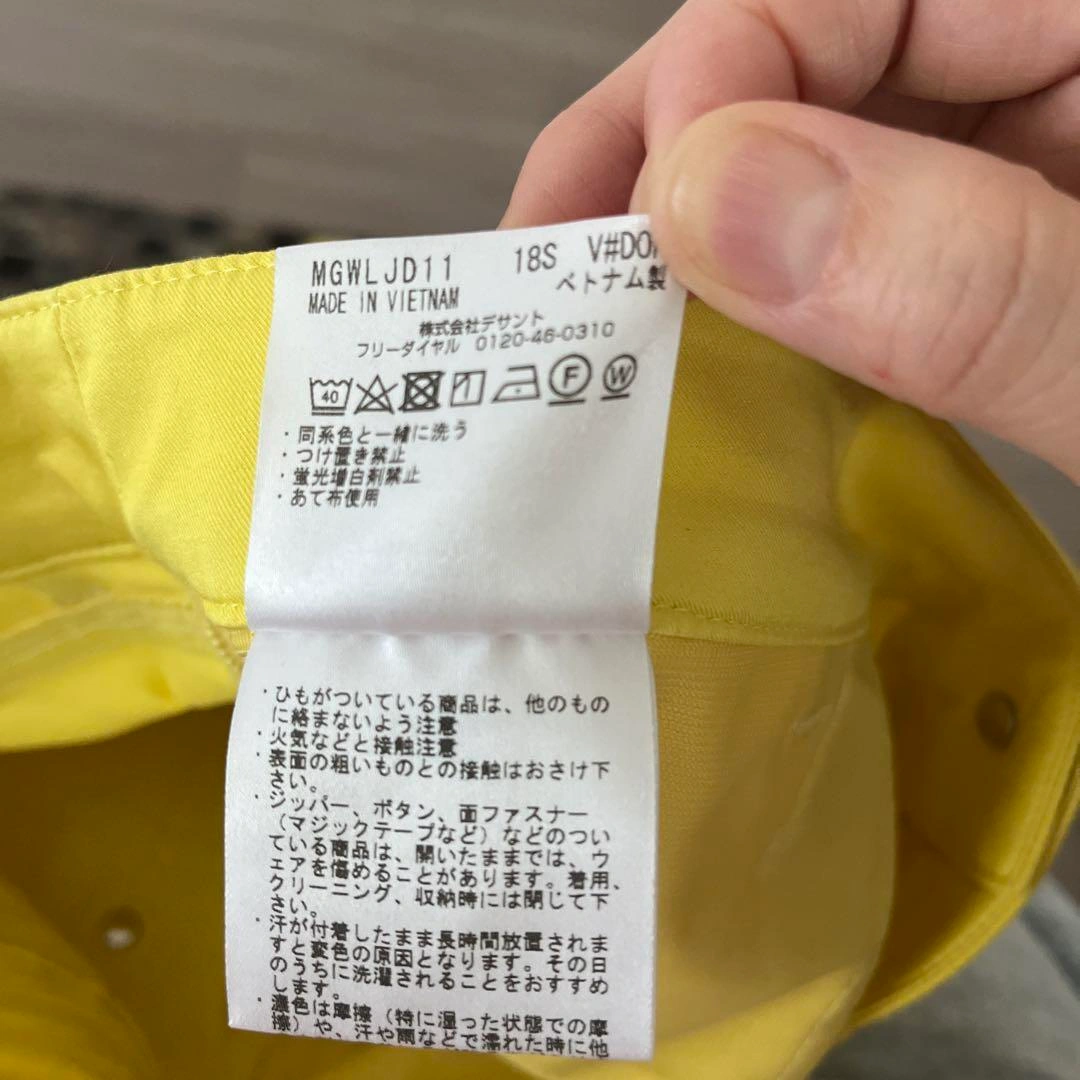 MGWLJD11 18S V#DO
MADE IN VIETNAM ベトナム製
株式会社デサント
フリーダイヤル 0120-46-0310
40 F W
・同系色と一緒に洗う
・つけ置き禁止
・蛍光増白剤禁止
・あて布使用
・ひもがついている商品は、他のもの
に絡まないよう注意
・火気などと接触注意
・表面の粗いものとの接触はおさけ下
さい。
・ジッパー、ボタン、面ファスナー
(マジックテープなど)などのつい
ている商品は、開いたままでは、ウ
ェアを傷めることがあります。着用、
クリーニング、収納時には閉じて下
さい。
・汗が付着したまま長時間放置されま
すと変色の原因となります。その日
のうちに洗濯されることをおすすめ
します。
・濃色は摩擦(特に湿った状態での摩
擦)や、汗や雨などで濡れた時に他